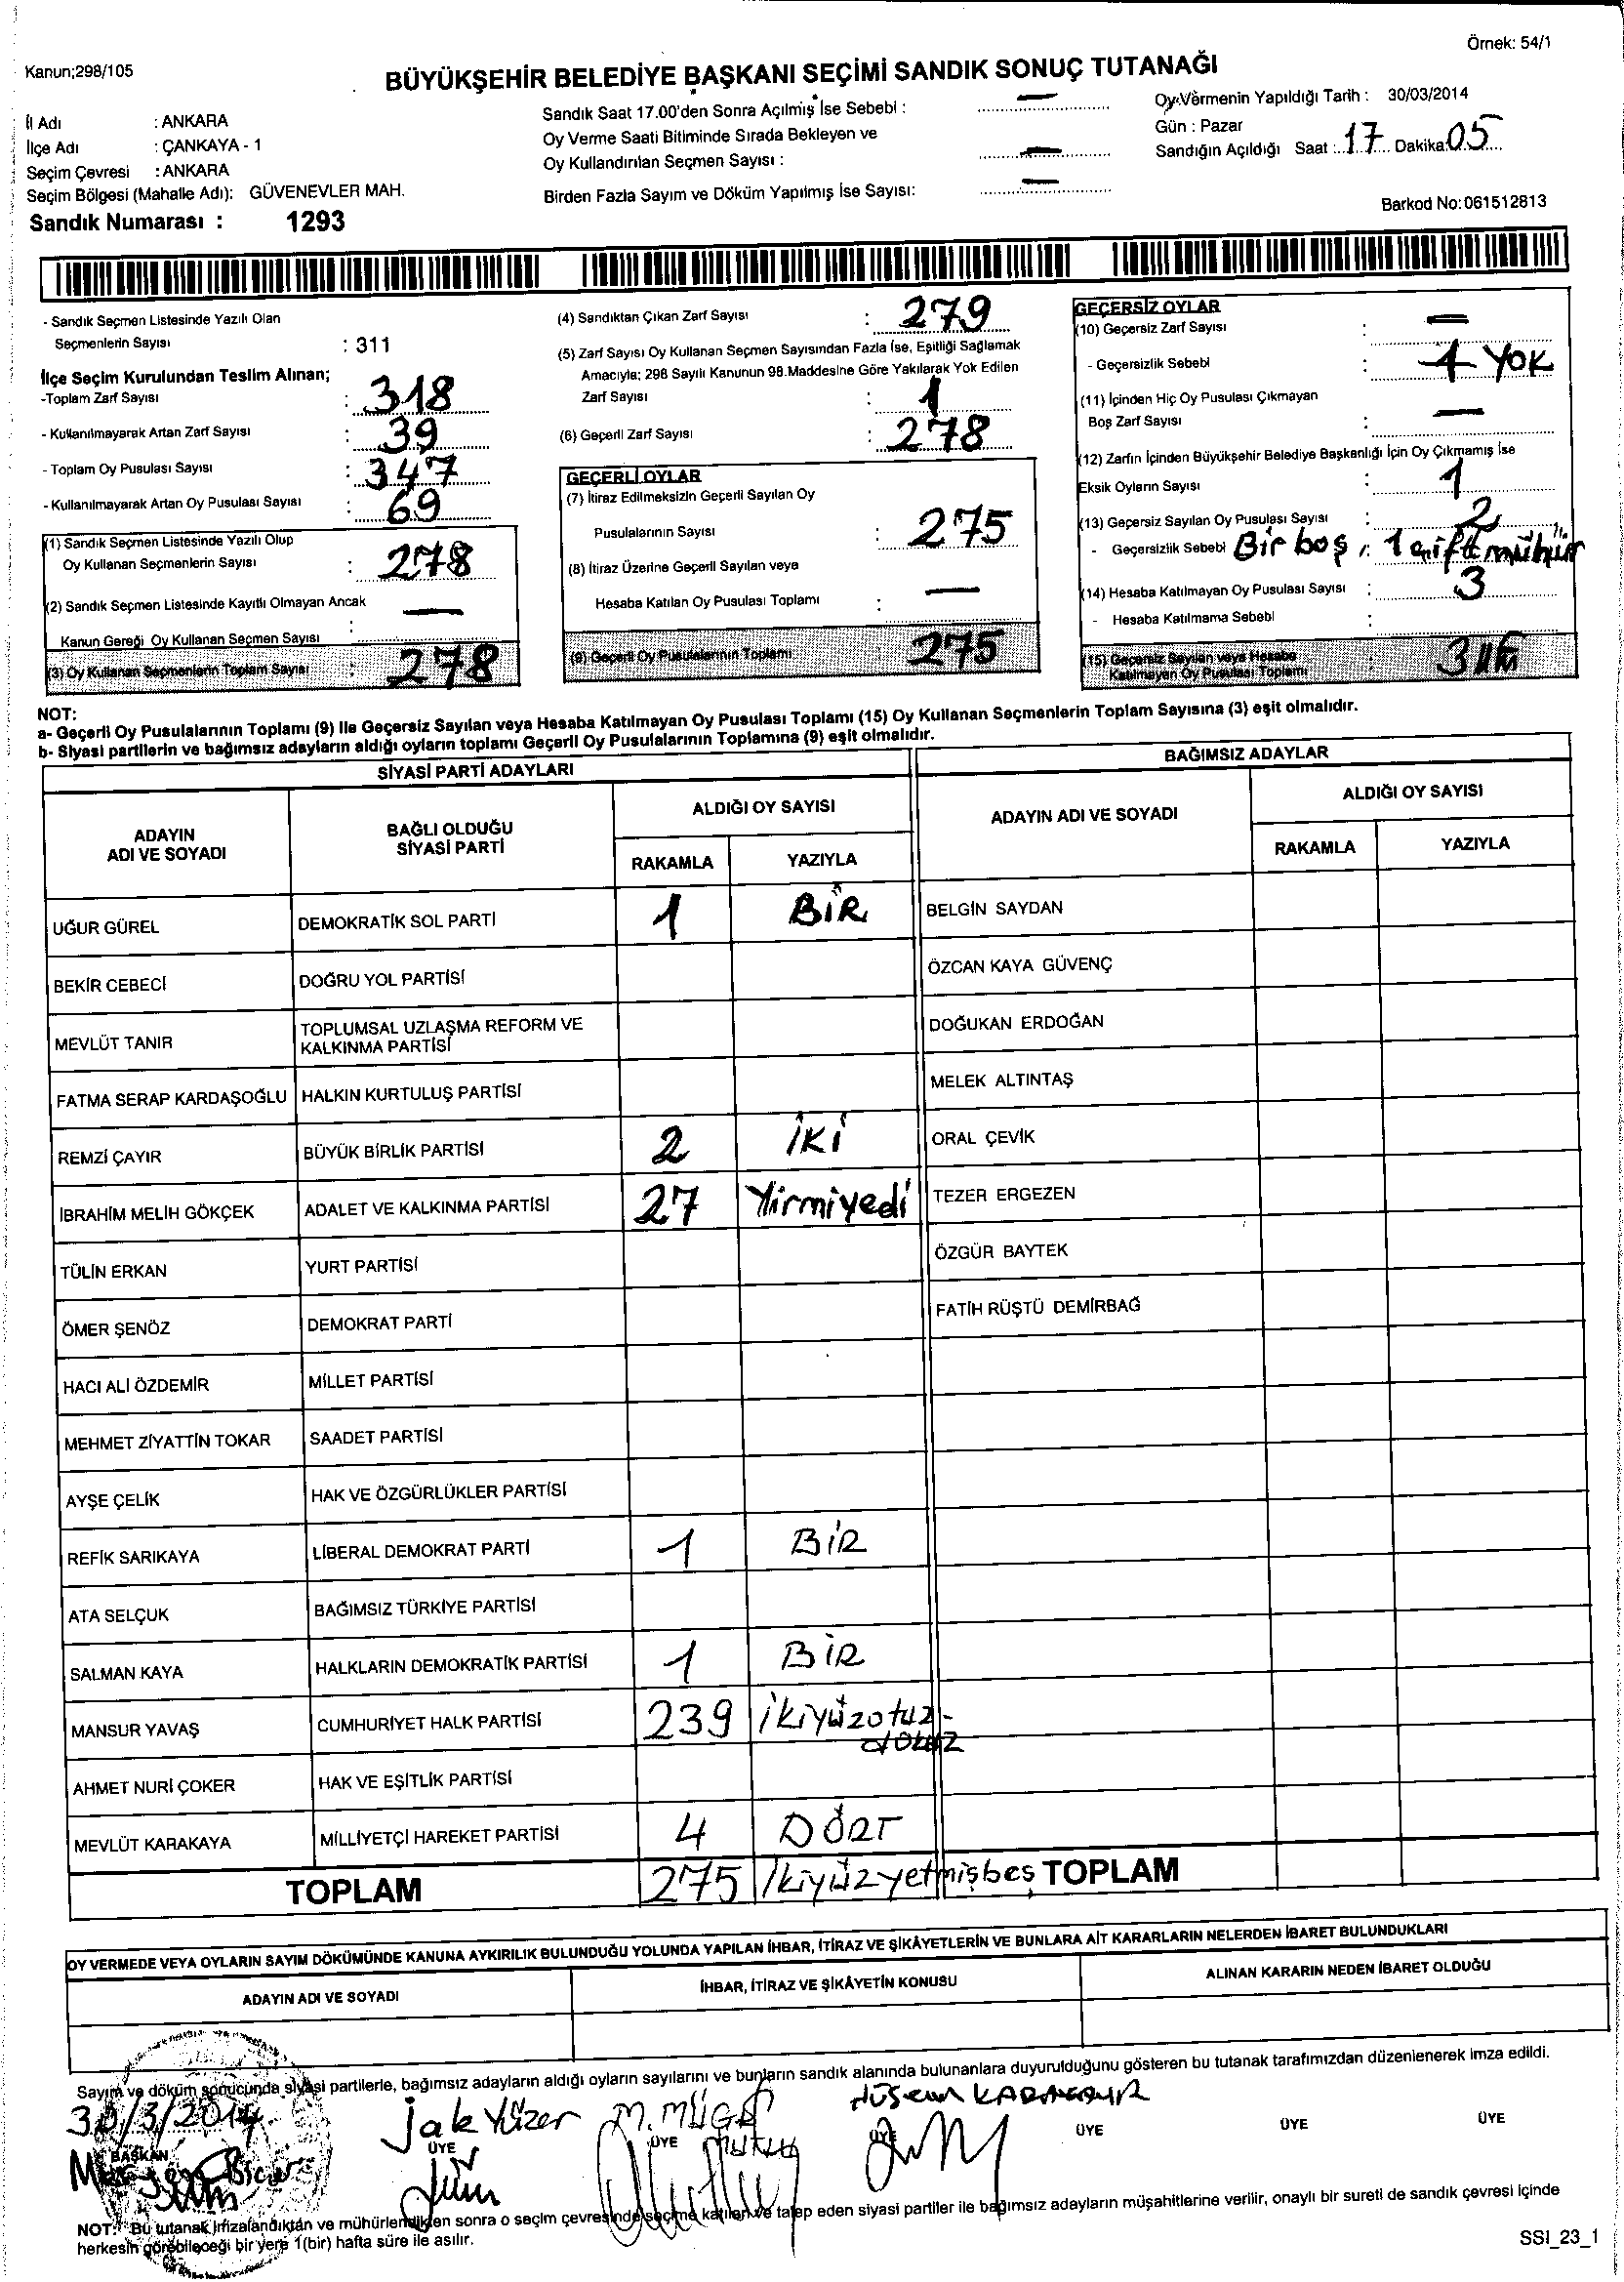 Örnek: 54/1
Kanun;298/105
BÜYÜKŞEHİR BELEDİYE BAŞKANI SEÇİMİ SANDIK SONUÇ TUTANAĞI
İl Adı : ANKARA
İlçe Adı : ÇANKAYA - 1
Seçim Çevresi : ANKARA
Seçim Bölgesi (Mahalle Adı): GÜVENEVLER MAH.
Sandık Numarası : 1293
Sandık Saat 17.00'den Sonra Açılmış İse Sebebi : —
Oy Verme Saati Bitiminde Sırada Bekleyen ve
Oy Kullandırılan Seçmen Sayısı : —
Birden Fazla Sayım ve Döküm Yapılmış İse Sayısı: —
Oy Vermenin Yapıldığı Tarih : 30/03/2014
Gün : Pazar
Sandığın Açıldığı Saat : 17 Dakika 05
Barkod No: 061512813
- Sandık Seçmen Listesinde Yazılı Olan
Seçmenlerin Sayısı : 311
İlçe Seçim Kurulundan Teslim Alınan;
-Toplam Zarf Sayısı : 318
- Kullanılmayarak Artan Zarf Sayısı : 39
- Toplam Oy Pusulası Sayısı : 347
- Kullanılmayarak Artan Oy Pusulası Sayısı : 69
(1) Sandık Seçmen Listesinde Yazılı Olup
Oy Kullanan Seçmenlerin Sayısı : 278
(2) Sandık Seçmen Listesinde Kayıtlı Olmayan Ancak
Kanun Gereği Oy Kullanan Seçmen Sayısı : —
(3) Oy Kullanan Seçmenlerin Toplam Sayısı : 278
(4) Sandıktan Çıkan Zarf Sayısı : 279
(5) Zarf Sayısı Oy Kullanan Seçmen Sayısından Fazla İse, Eşitliği Sağlamak
Amacıyla; 298 Sayılı Kanunun 98.Maddesine Göre Yakılarak Yok Edilen
Zarf Sayısı : 1
(6) Geçerli Zarf Sayısı : 278
GEÇERLİ OYLAR
(7) İtiraz Edilmeksizin Geçerli Sayılan Oy
Pusulalarının Sayısı : 275
(8) İtiraz Üzerine Geçerli Sayılan veya
Hesaba Katılan Oy Pusulası Toplamı : —
(9) Geçerli Oy Pusulalarının Toplamı 275
GEÇERSİZ OYLAR
(10) Geçersiz Zarf Sayısı : —
- Geçersizlik Sebebi : YOK
(11) İçinden Hiç Oy Pusulası Çıkmayan
Boş Zarf Sayısı : —
(12) Zarfın İçinden Büyükşehir Belediye Başkanlığı İçin Oy Çıkmamış İse
Eksik Oyların Sayısı : 1
(13) Geçersiz Sayılan Oy Pusulası Sayısı : 2
- Geçersizlik Sebebi Bir boş, 1 çift mühür
(14) Hesaba Katılmayan Oy Pusulası Sayısı : 3
- Hesaba Katılmama Sebebi :
(15) Geçersiz Sayılan veya Hesaba
Katılmayan Oy Pusulası Toplamı : 3
NOT:
a- Geçerli Oy Pusulalarının Toplamı (9) ile Geçersiz Sayılan veya Hesaba Katılmayan Oy Pusulası Toplamı (15) Oy Kullanan Seçmenlerin Toplam Sayısına (3) eşit olmalıdır.
b- Siyasi partilerin ve bağımsız adayların aldığı oyların toplamı Geçerli Oy Pusulalarının Toplamına (9) eşit olmalıdır.
SİYASİ PARTİ ADAYLARI
ADAYIN ADI VE SOYADI
BAĞLI OLDUĞU SİYASİ PARTİ
ALDIĞI OY SAYISI
RAKAMLA YAZIYLA
UĞUR GÜREL DEMOKRATİK SOL PARTİ 1 BİR
BEKİR CEBECİ DOĞRU YOL PARTİSİ
MEVLÜT TANIR TOPLUMSAL UZLAŞMA REFORM VE KALKINMA PARTİSİ
FATMA SERAP KARDAŞOĞLU HALKIN KURTULUŞ PARTİSİ
REMZİ ÇAYIR BÜYÜK BİRLİK PARTİSİ 2 İKİ
İBRAHİM MELİH GÖKÇEK ADALET VE KALKINMA PARTİSİ 27 Yirmiyedi
TÜLİN ERKAN YURT PARTİSİ
ÖMER ŞENÖZ DEMOKRAT PARTİ
HACI ALİ ÖZDEMİR MİLLET PARTİSİ
MEHMET ZİYATTİN TOKAR SAADET PARTİSİ
AYŞE ÇELİK HAK VE ÖZGÜRLÜKLER PARTİSİ
REFİK SARIKAYA LİBERAL DEMOKRAT PARTİ 1 BİR
ATA SELÇUK BAĞIMSIZ TÜRKİYE PARTİSİ
SALMAN KAYA HALKLARIN DEMOKRATİK PARTİSİ 1 BİR
MANSUR YAVAŞ CUMHURİYET HALK PARTİSİ 239 ikiyüzotuz-dokuz
AHMET NURİ ÇOKER HAK VE EŞİTLİK PARTİSİ
MEVLÜT KARAKAYA MİLLİYETÇİ HAREKET PARTİSİ 4 DÖRT
TOPLAM 275 ikiyüzyetmişbeş
BAĞIMSIZ ADAYLAR
ADAYIN ADI VE SOYADI
ALDIĞI OY SAYISI
RAKAMLA YAZIYLA
BELGİN SAYDAN
ÖZCAN KAYA GÜVENÇ
DOĞUKAN ERDOĞAN
MELEK ALTINTAŞ
ORAL ÇEVİK
TEZER ERGEZEN
ÖZGÜR BAYTEK
FATİH RÜŞTÜ DEMİRBAĞ
TOPLAM
OY VERMEDE VEYA OYLARIN SAYIM DÖKÜMÜNDE KANUNA AYKIRILIK BULUNDUĞU YOLUNDA YAPILAN İHBAR, İTİRAZ VE ŞİKÂYETLERİN VE BUNLARA AİT KARARLARIN NELERDEN İBARET BULUNDUKLARI
ADAYIN ADI VE SOYADI
İHBAR, İTİRAZ VE ŞİKÂYETİN KONUSU
ALINAN KARARIN NEDEN İBARET OLDUĞU
Sayım ve döküm sonucunda siyasi partilerle, bağımsız adayların aldığı oyların sayılarını ve bunların sandık alanında bulunanlara duyurulduğunu gösteren bu tutanak tarafımızdan düzenlenerek imza edildi.
30/3/2014
Jak Yüzer
BAŞKAN ÜYE ÜYE ÜYE ÜYE ÜYE ÜYE
NOT: Bu tutanak imzalandıktan ve mühürlendikten sonra o seçim çevresinde seçime katılan ve talep eden siyasi partiler ile bağımsız adayların müşahitlerine verilir, onaylı bir sureti de sandık çevresi içinde
herkesin görebileceği bir yere 1(bir) hafta süre ile asılır.
SSI_23_1